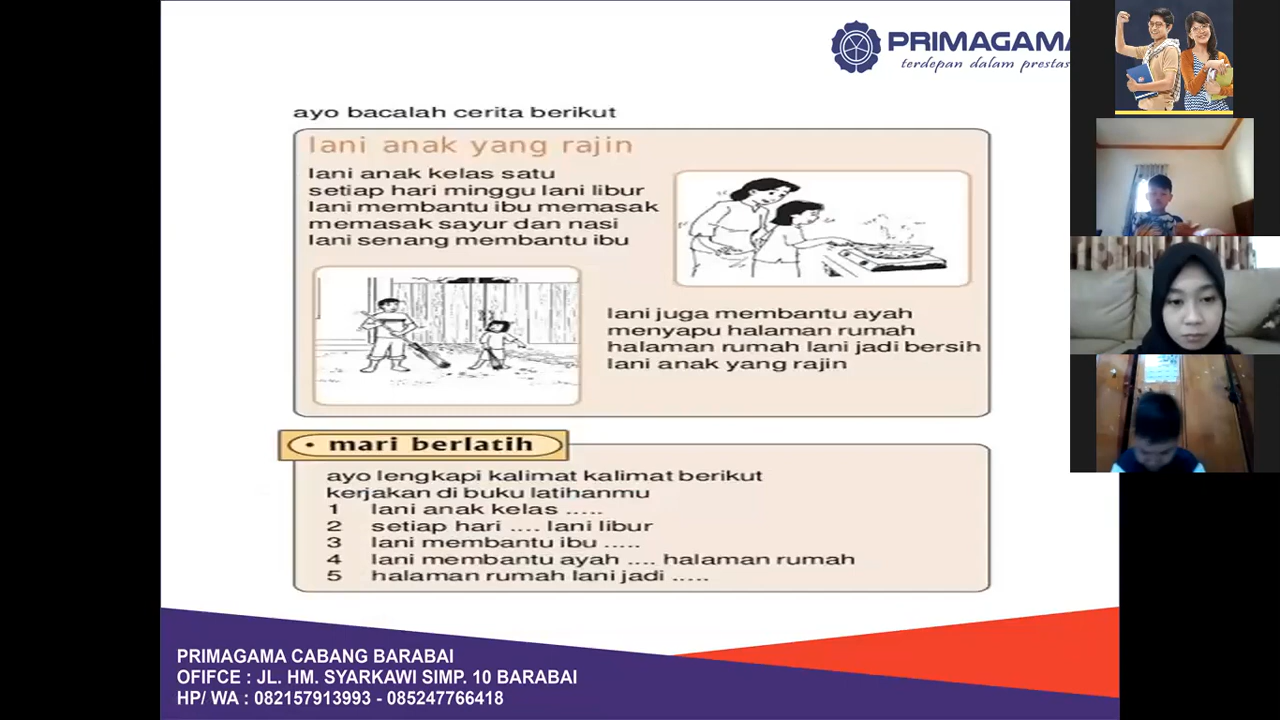 PRIMAGAMA
terdepan dalam prestas
ayo bacalah cerita berikut
lani anak yang rajin
lani anak kelas satu
setiap hari minggu lani libur
lani membantu ibu memasak
memasak sayur dan nasi
lani senang membantu ibu
lani juga membantu ayah
menyapu halaman rumah
halaman rumah lani jadi bersih
lani anak yang rajin
• mari berlatih
ayo lengkapi kalimat kalimat berikut
kerjakan di buku latihanmu
1 lani anak kelas .....
2 setiap hari .... lani libur
3 lani membantu ibu .....
4 lani membantu ayah .... halaman rumah
5 halaman rumah lani jadi .....
PRIMAGAMA CABANG BARABAI
OFIFCE : JL. HM. SYARKAWI SIMP. 10 BARABAI
HP/ WA : 082157913993 - 085247766418